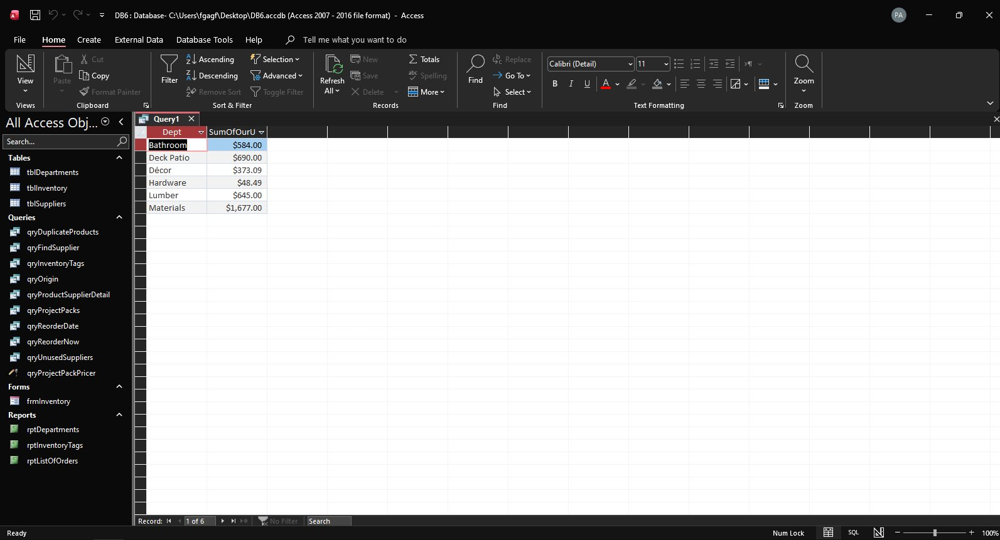 DB6 : Database- C:\Users\fgagf\Desktop\DB6.accdb (Access 2007 - 2016 file format) - Access
PA
File Home Create External Data Database Tools Help Tell me what you want to do
View
Views
Paste
Cut
Copy
Format Painter
Clipboard
Filter
Ascending
Descending
Remove Sort
Selection
Advanced
Toggle Filter
Sort & Filter
Refresh
All
New
Save
Delete
Totals
Spelling
More
Records
Find
Replace
Go To
Select
Find
Calibri (Detail) 11
B I U A
Text Formatting
Zoom
Zoom
All Access Obj...
Search...
Tables
tblDepartments
tblInventory
tblSuppliers
Queries
qryDuplicateProducts
qryFindSupplier
qryInventoryTags
qryOrigin
qryProductSupplierDetail
qryProjectPacks
qryReorderDate
qryReorderNow
qryUnusedSuppliers
qryProjectPackPricer
Forms
frmInventory
Reports
rptDepartments
rptInventoryTags
rptListOfOrders
Query1
Dept SumOfOurU
Bathroom $584.00
Deck Patio $690.00
Décor $373.09
Hardware $48.49
Lumber $645.00
Materials $1,677.00
Record: 1 of 6 No Filter Search
Ready Num Lock SQL 100%